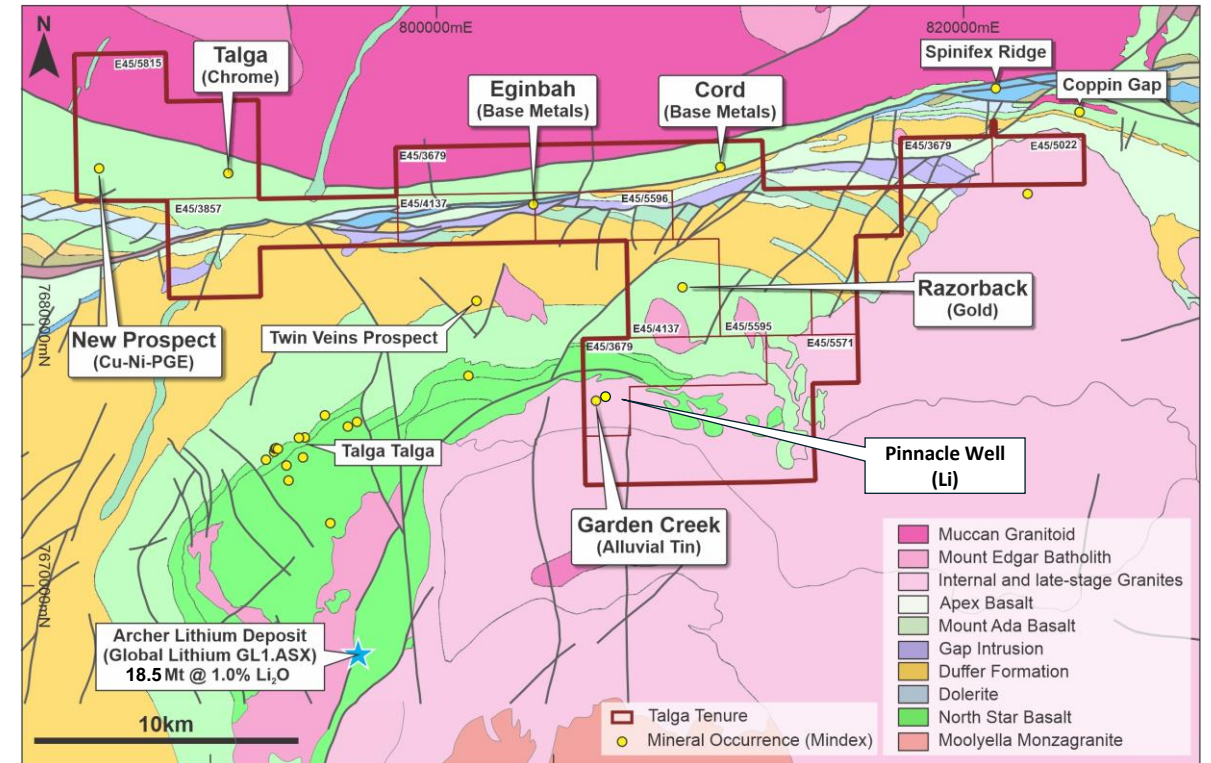 N
800000mE
820000mE
Talga
(Chrome)
E45/5815
Eginbah
(Base Metals)
Cord
(Base Metals)
Spinifex Ridge
Coppin Gap
E45/3679
E45/3679
E45/5022
E45/3857
E45/4137
E45/5596
7680000mN
New Prospect
(Cu-Ni-PGE)
Twin Veins Prospect
Razorback
(Gold)
E45/4137
E45/5595
E45/3679
E45/5571
Talga Talga
Pinnacle Well
(Li)
Garden Creek
(Alluvial Tin)
7670000mN
Archer Lithium Deposit
(Global Lithium GL1.ASX)
18.5 Mt @ 1.0% Li₂O
10km
Talga Tenure
Mineral Occurrence (Mindex)
Muccan Granitoid
Mount Edgar Batholith
Internal and late-stage Granites
Apex Basalt
Mount Ada Basalt
Gap Intrusion
Duffer Formation
Dolerite
North Star Basalt
Moolyella Monzagranite